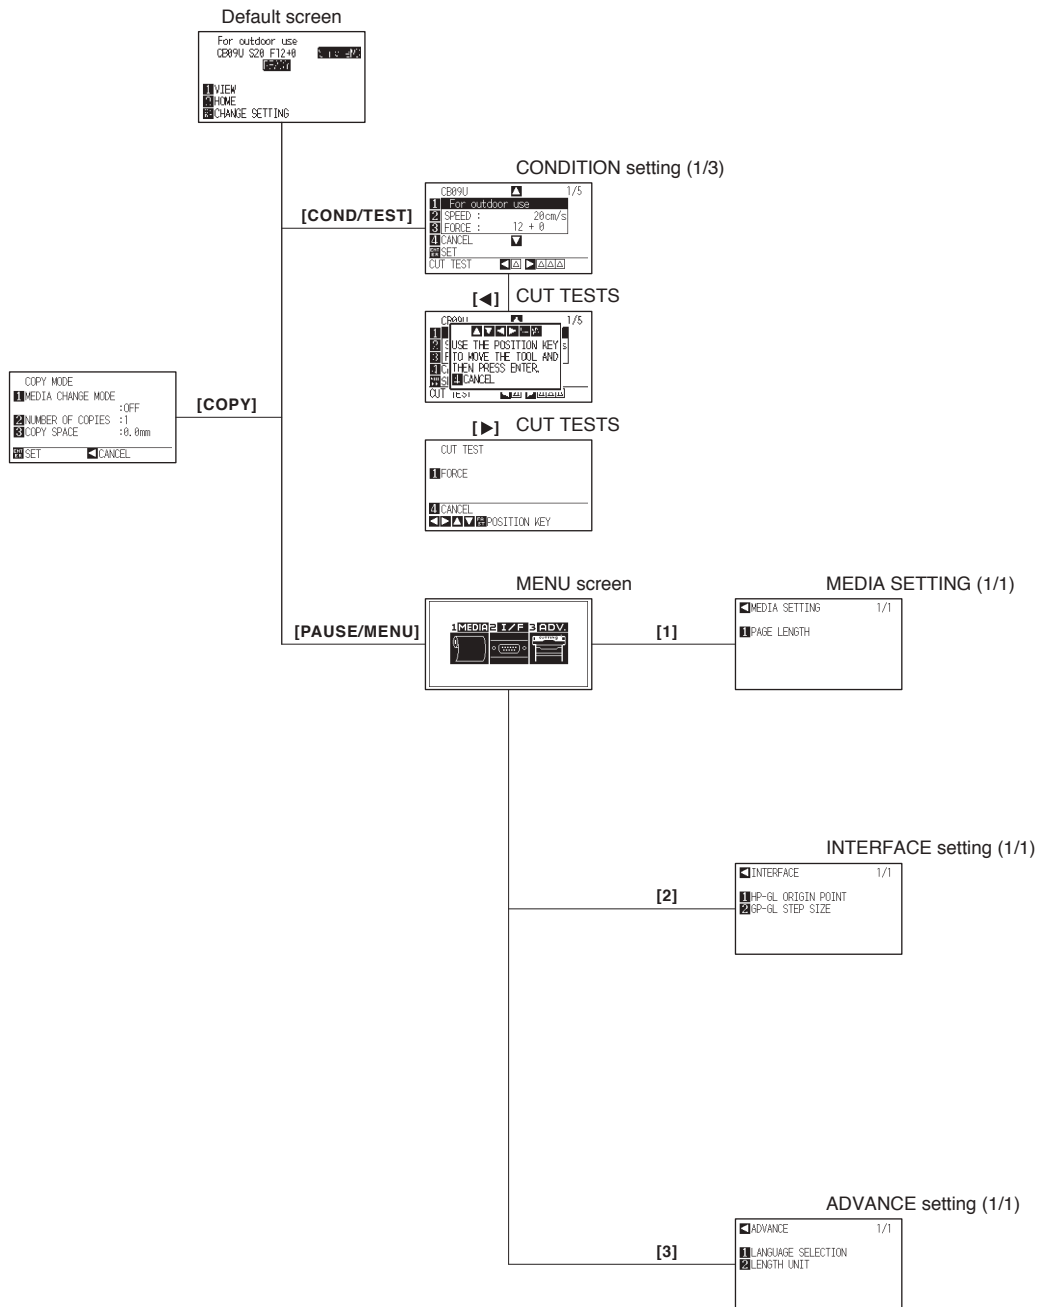 Default screen
For outdoor use
CB09U S20 F12+0
READY
1 VIEW
2 HOME
CHANGE SETTING
CONDITION setting (1/3)
[COND/TEST]
CB09U ▲ 1/5
1 For outdoor use
2 SPEED : 20cm/s
3 FORCE : 12 + 0
4 CANCEL ▼
SET
CUT TEST ◀△ ▶△△△
[◀] CUT TESTS
CB09U 1/5
▲▼◀▶
USE THE POSITION KEY
TO MOVE THE TOOL AND
THEN PRESS ENTER.
4 CANCEL
CUT TEST
COPY MODE
1 MEDIA CHANGE MODE
:OFF
2 NUMBER OF COPIES :1
3 COPY SPACE :0.0mm
SET ◀CANCEL
[COPY]
[▶] CUT TESTS
CUT TEST
1 FORCE
4 CANCEL
◀▶▲▼ POSITION KEY
MENU screen
[PAUSE/MENU]
1 MEDIA 2 I/F 3 ADV.
[1]
MEDIA SETTING (1/1)
◀MEDIA SETTING 1/1
1 PAGE LENGTH
INTERFACE setting (1/1)
[2]
◀INTERFACE 1/1
1 HP-GL ORIGIN POINT
2 GP-GL STEP SIZE
ADVANCE setting (1/1)
[3]
◀ADVANCE 1/1
1 LANGUAGE SELECTION
2 LENGTH UNIT